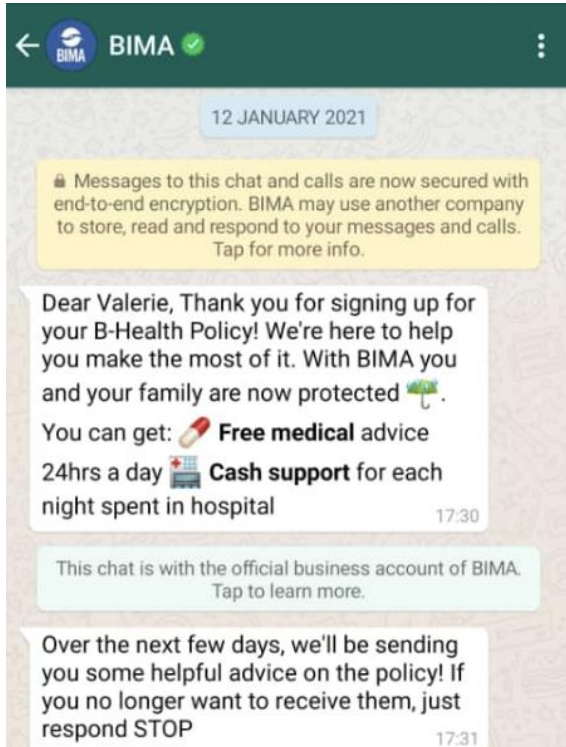 BIMA BIMA
12 JANUARY 2021
Messages to this chat and calls are now secured with
end-to-end encryption. BIMA may use another company
to store, read and respond to your messages and calls.
Tap for more info.
Dear Valerie, Thank you for signing up for
your B-Health Policy! We're here to help
you make the most of it. With BIMA you
and your family are now protected ☔.
You can get: 💊 Free medical advice
24hrs a day 🏥 Cash support for each
night spent in hospital
17:30
This chat is with the official business account of BIMA.
Tap to learn more.
Over the next few days, we'll be sending
you some helpful advice on the policy! If
you no longer want to receive them, just
respond STOP
17:31